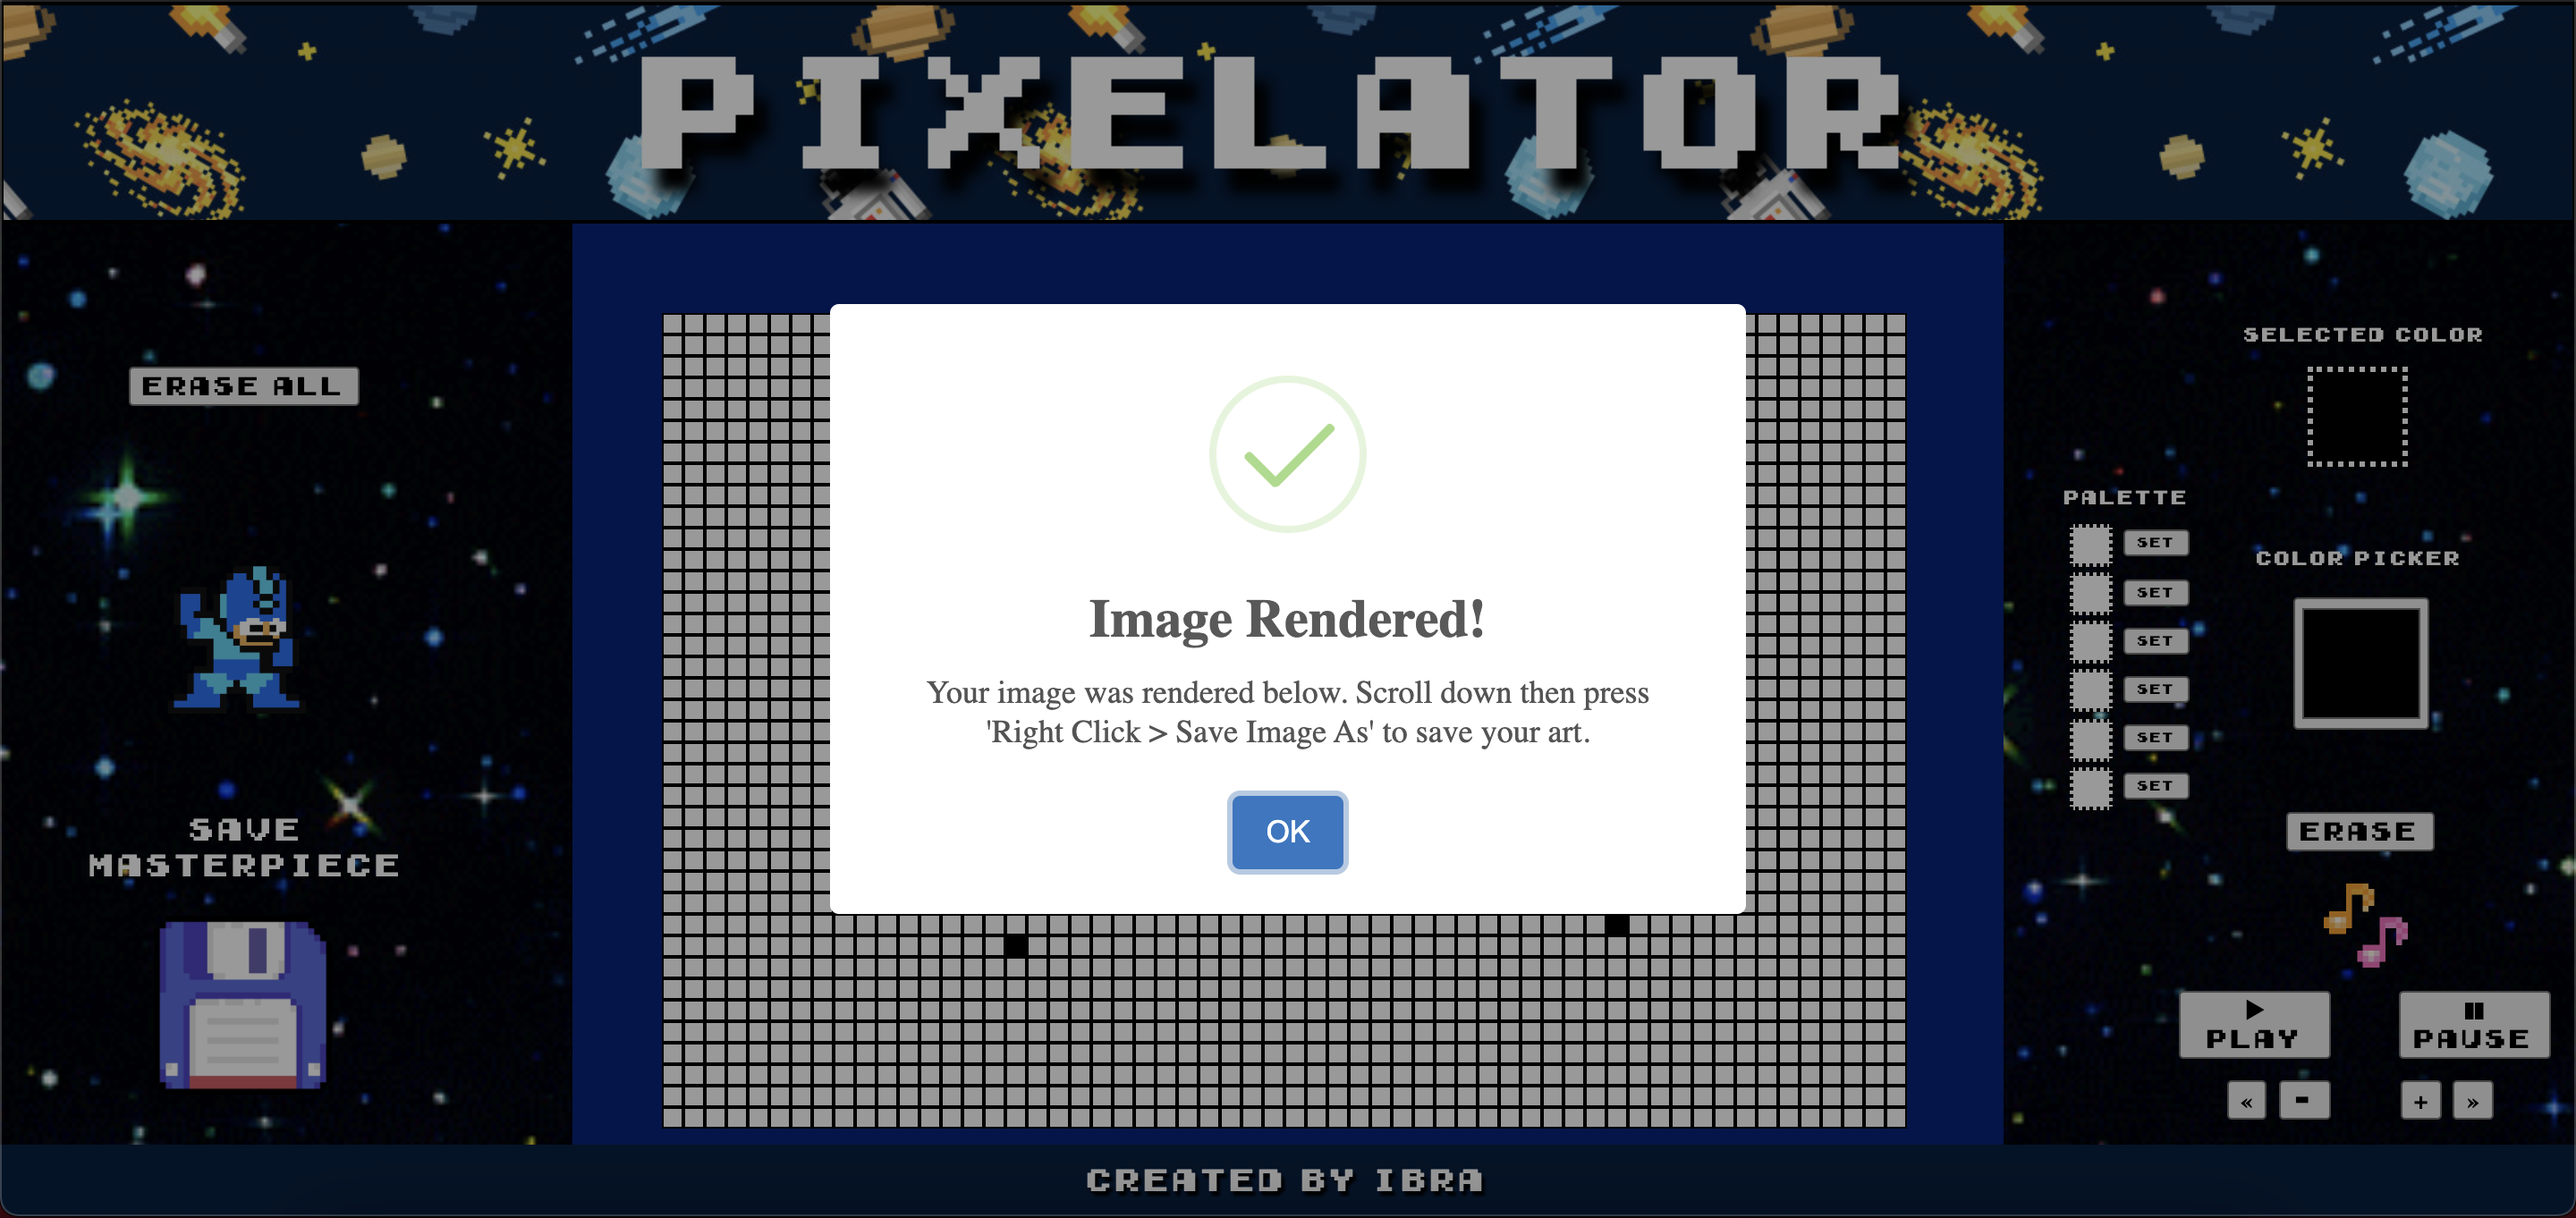 PIXELATOR
ERASE ALL
SAVE
MASTERPIECE
Image Rendered!
Your image was rendered below. Scroll down then press
'Right Click > Save Image As' to save your art.
OK
SELECTED COLOR
PALETTE
SET
SET
SET
SET
SET
SET
COLOR PICKER
ERASE
PLAY
PAUSE
« - + »
CREATED BY IBRA